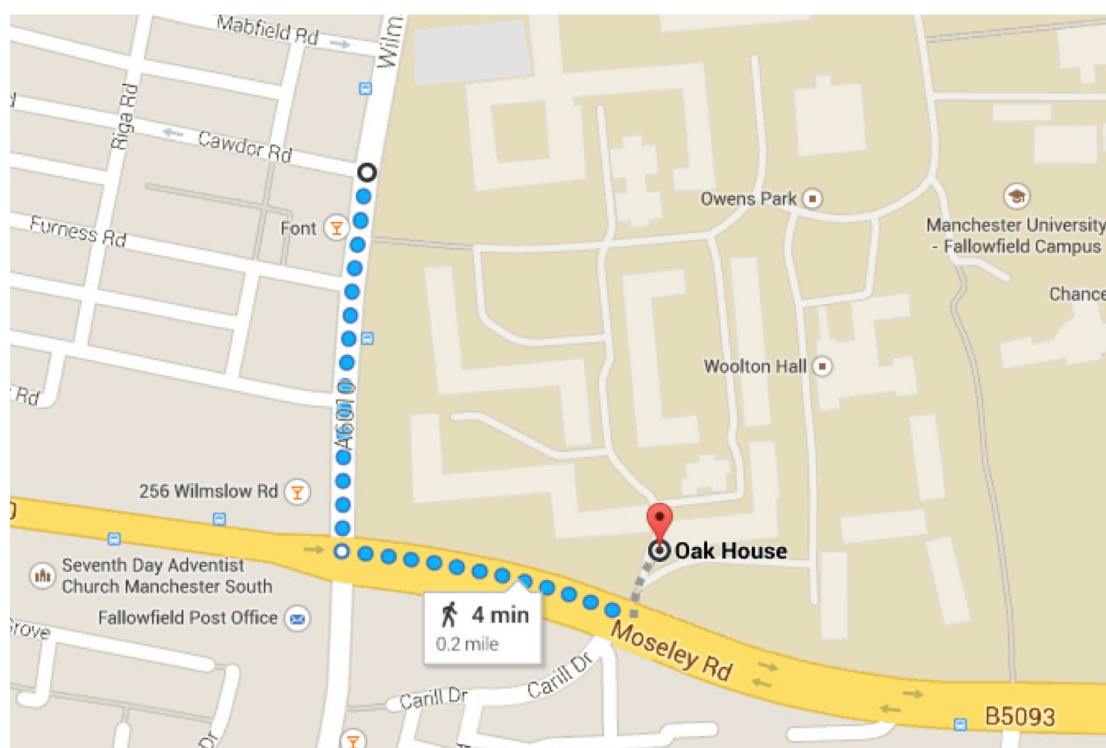 Mabfield Rd
Wilm
Riga Rd
Cawdor Rd
Owens Park
Font
Furness Rd
Manchester University
- Fallowfield Campus
Chance
Woolton Hall
Rd
A6010
256 Wilmslow Rd
Oak House
Seventh Day Adventist
Church Manchester South
4 min
0.2 mile
Fallowfield Post Office
Moseley Rd
Grove
Carill Dr
Carill Dr
B5093
Dr